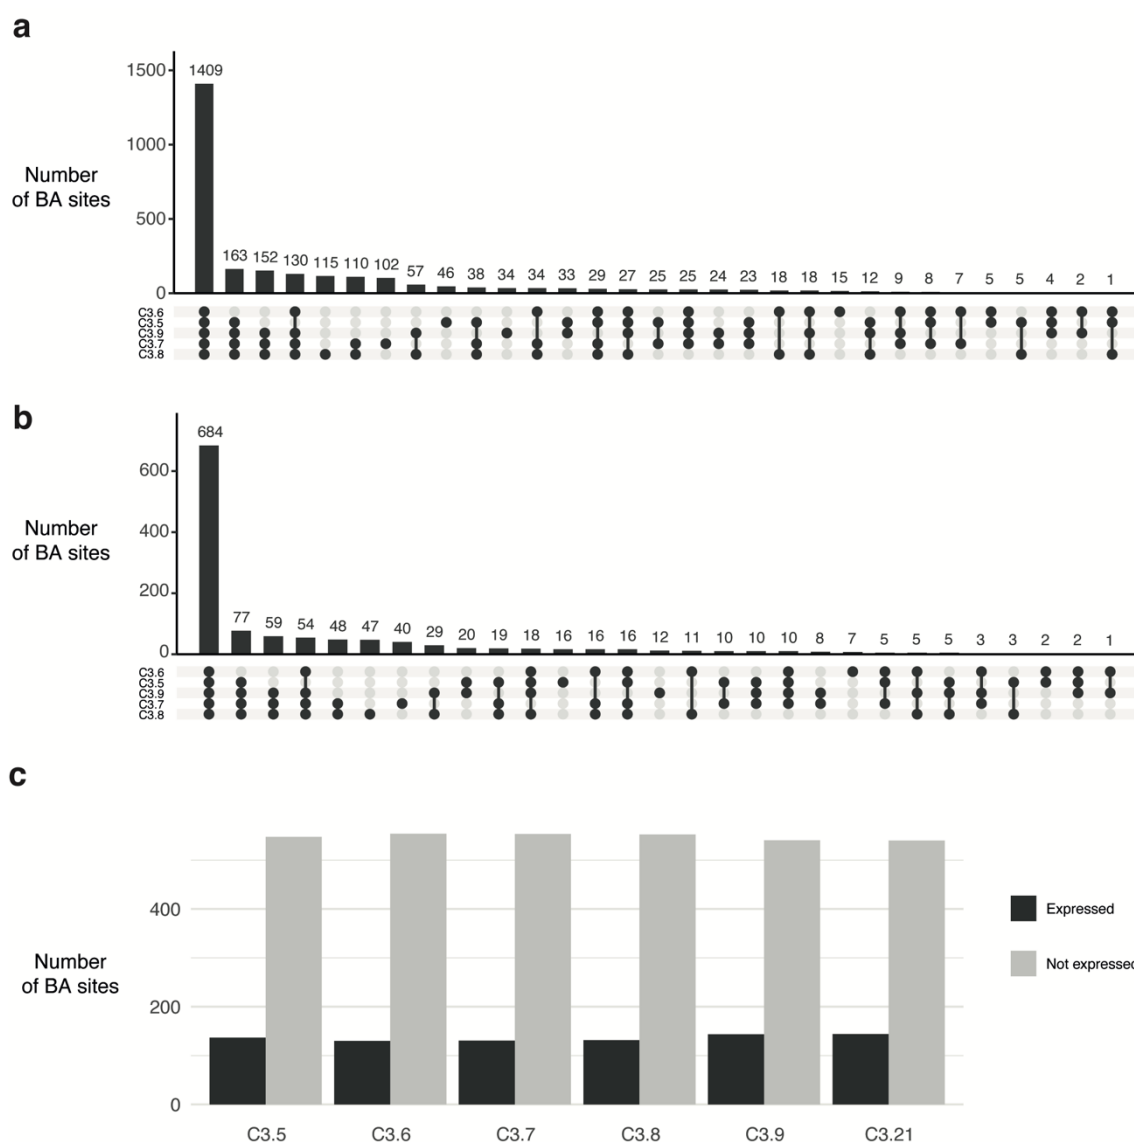 a
1500
1000
500
0
Number
of BA sites
1409
163 152 130 115 110 102 57 46 38 34 34 33 29 27 25 25 24 23 18 18 15 12 9 8 7 5 5 4 2 1
C3.6
C3.5
C3.9
C3.7
C3.8
b
600
400
200
0
Number
of BA sites
684
77 59 54 48 47 40 29 20 19 18 16 16 16 12 11 10 10 10 8 7 5 5 5 3 3 2 2 1
C3.6
C3.5
C3.9
C3.7
C3.8
c
400
200
0
Number
of BA sites
Expressed
Not expressed
C3.5 C3.6 C3.7 C3.8 C3.9 C3.21